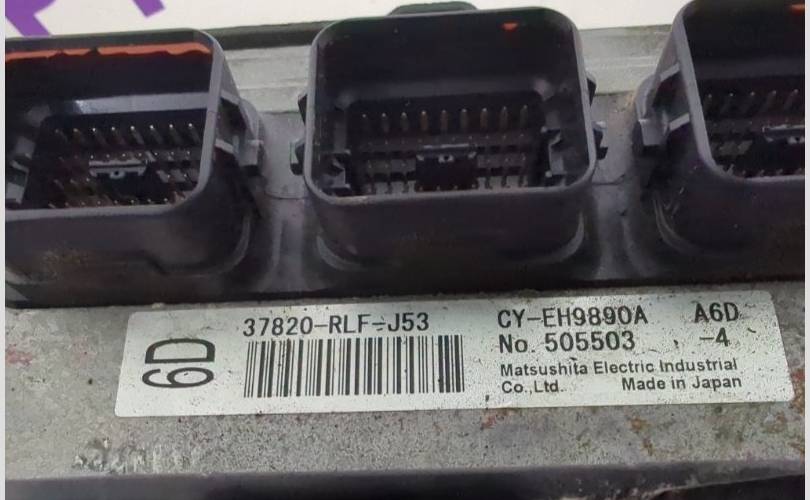 6D
37820-RLF-J53
CY-EH9890A A6D
No. 505503 -4
Matsushita Electric Industrial
Co.,Ltd. Made in Japan